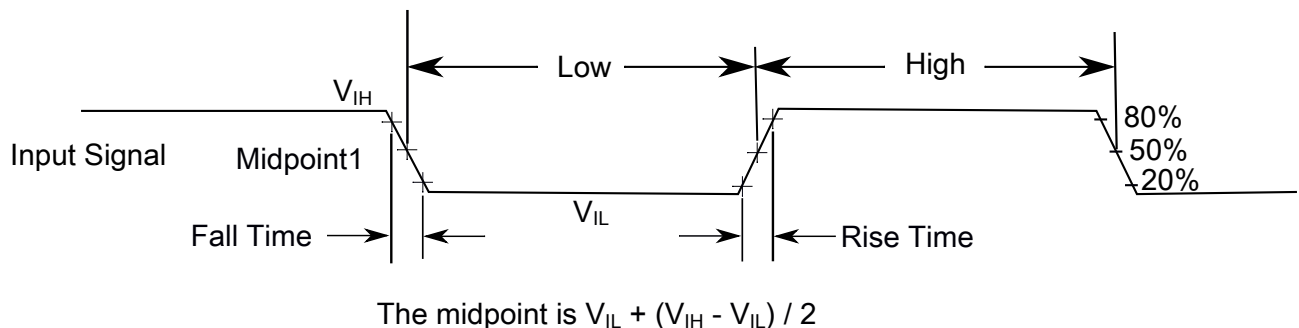 Low
High
VIH
80%
Input Signal
Midpoint1
50%
20%
VIL
Fall Time
Rise Time
The midpoint is VIL + (VIH - VIL) / 2